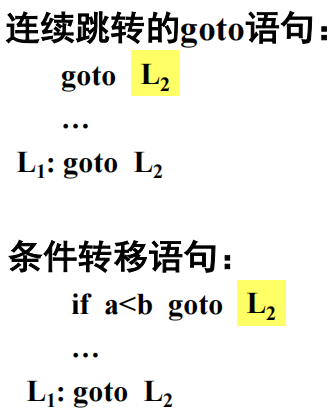 连续跳转的goto语句：
goto L₂
…
L₁: goto L₂
条件转移语句：
if a<b goto L₂
…
L₁: goto L₂